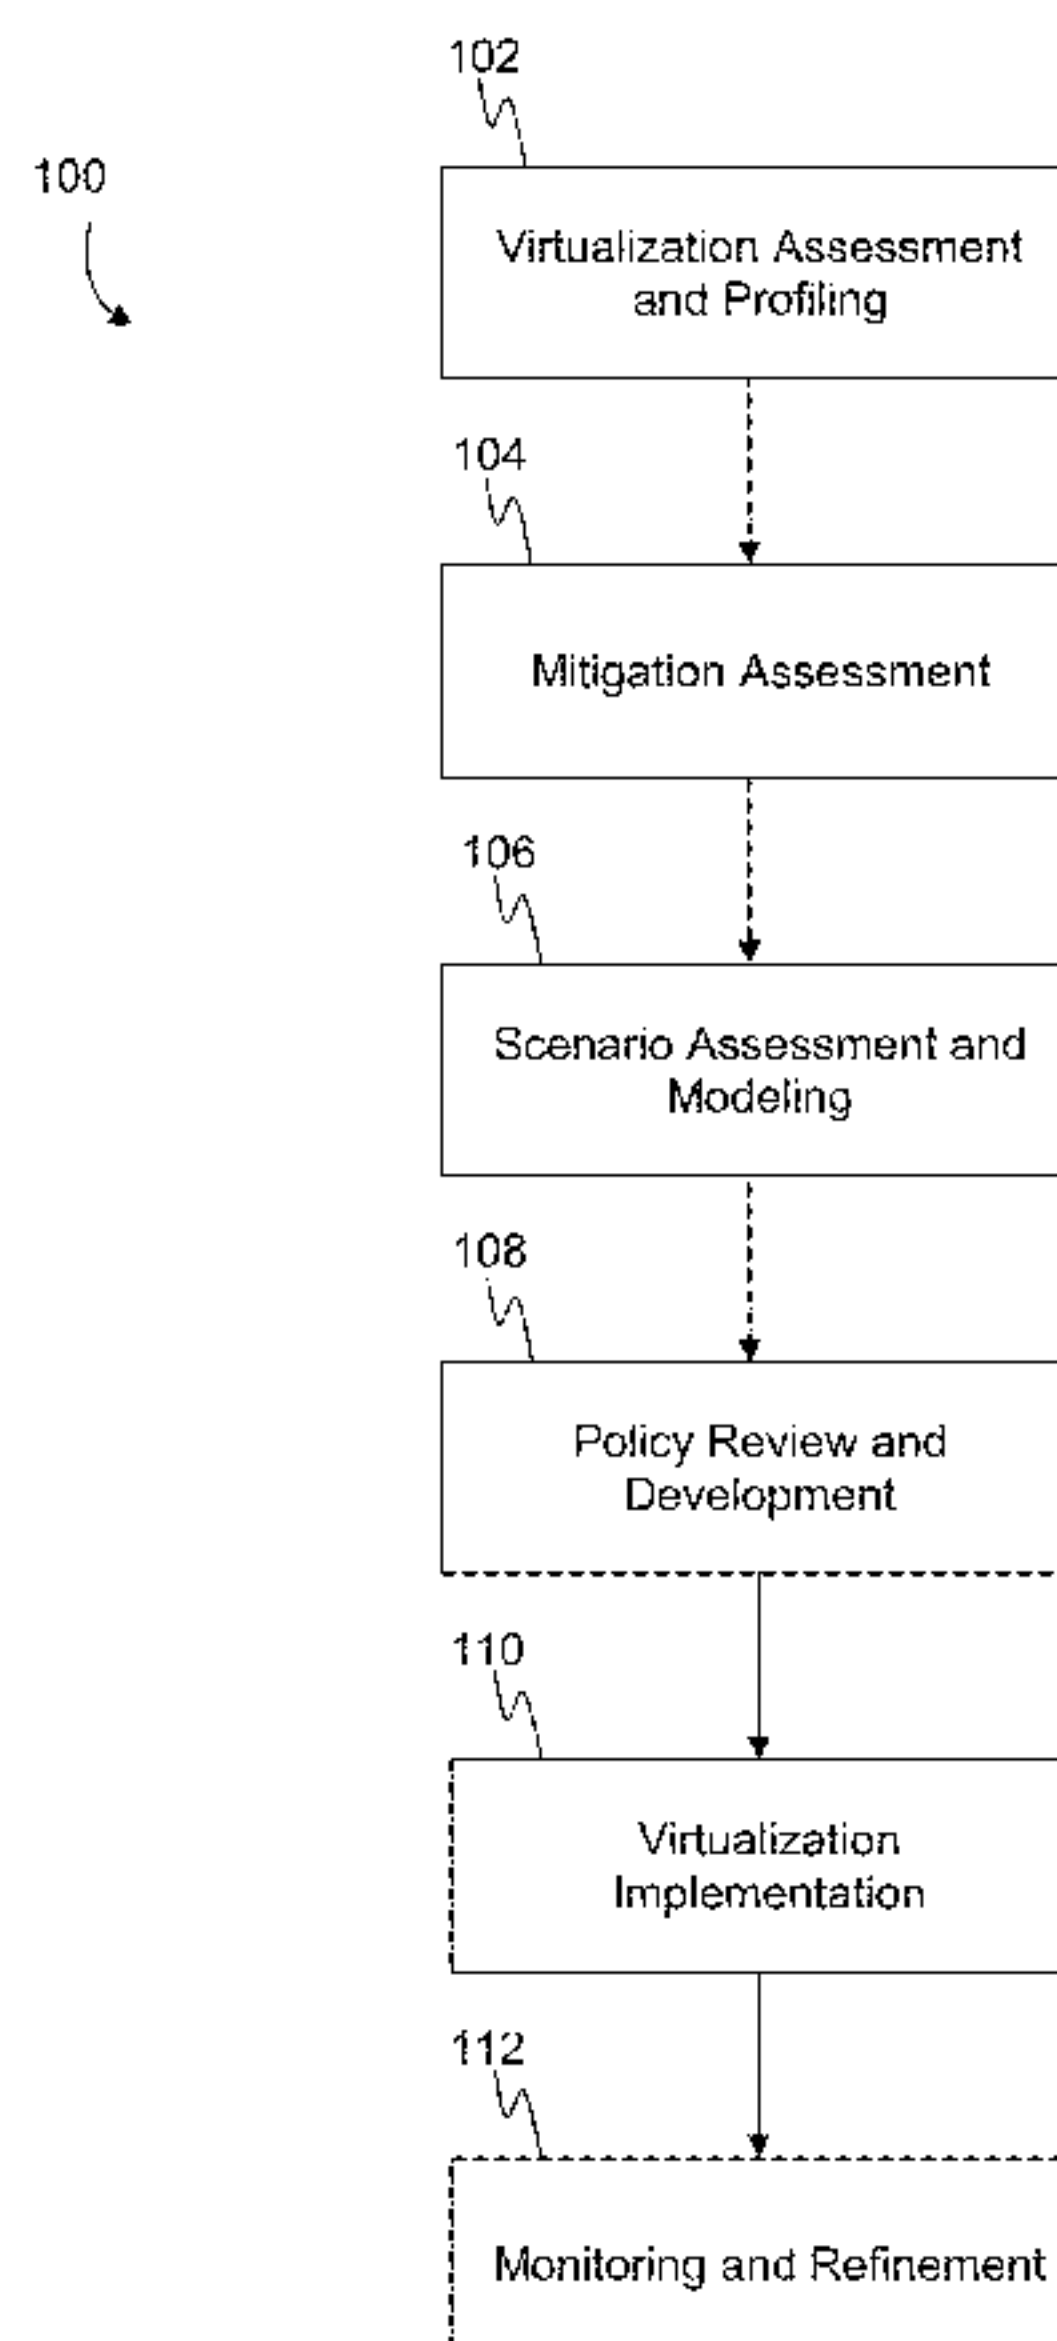 102
100
Virtualization Assessment
and Profiling
104
Mitigation Assessment
106
Scenario Assessment and
Modeling
108
Policy Review and
Development
110
Virtualization
Implementation
112
Monitoring and Refinement